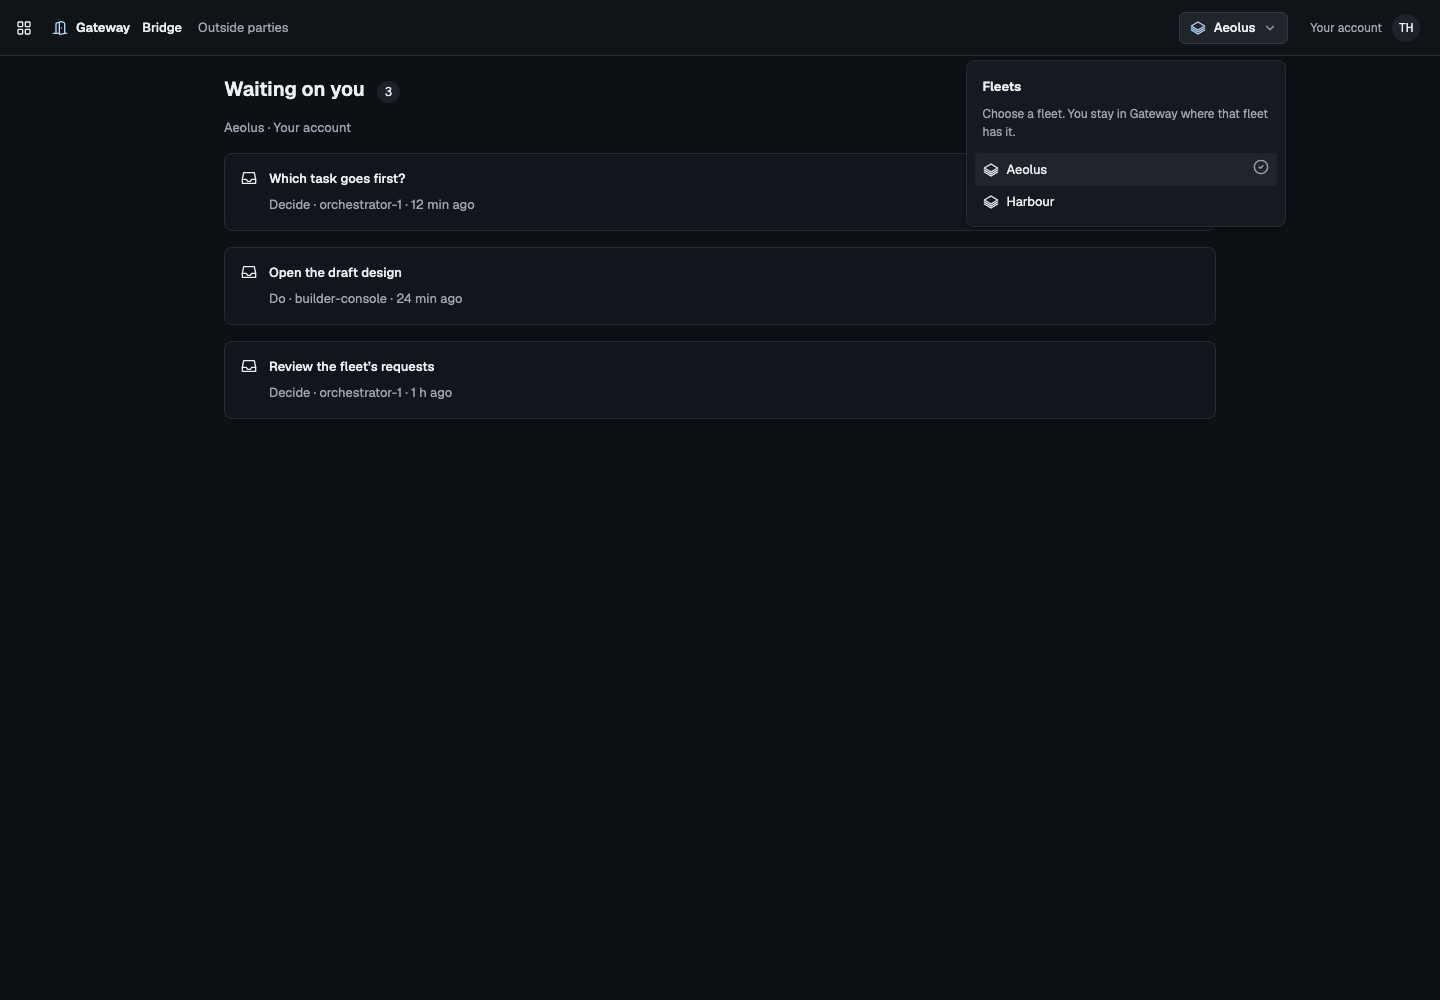 Gateway Bridge Outside parties Aeolus Your account TH
Waiting on you 3
Aeolus · Your account
Which task goes first?
Decide · orchestrator-1 · 12 min ago
Open the draft design
Do · builder-console · 24 min ago
Review the fleet's requests
Decide · orchestrator-1 · 1 h ago
Fleets
Choose a fleet. You stay in Gateway where that fleet
has it.
Aeolus
Harbour